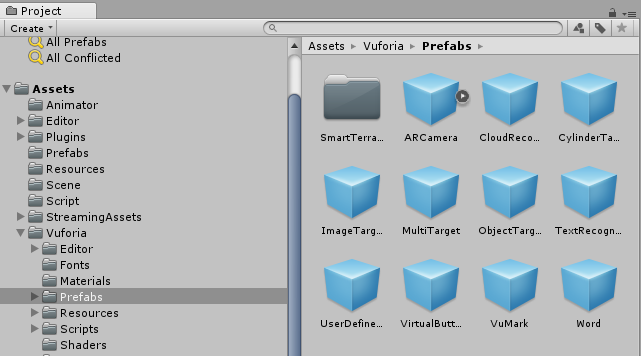 Project
Create
All Prefabs
All Conflicted
Assets
Animator
Editor
Plugins
Prefabs
Resources
Scene
Script
StreamingAssets
Vuforia
Editor
Fonts
Materials
Prefabs
Resources
Scripts
Shaders
Assets Vuforia Prefabs
SmartTerra... ARCamera CloudReco... CylinderTa...
ImageTarg... MultiTarget ObjectTarg... TextRecogn...
UserDefine... VirtualButt... VuMark Word